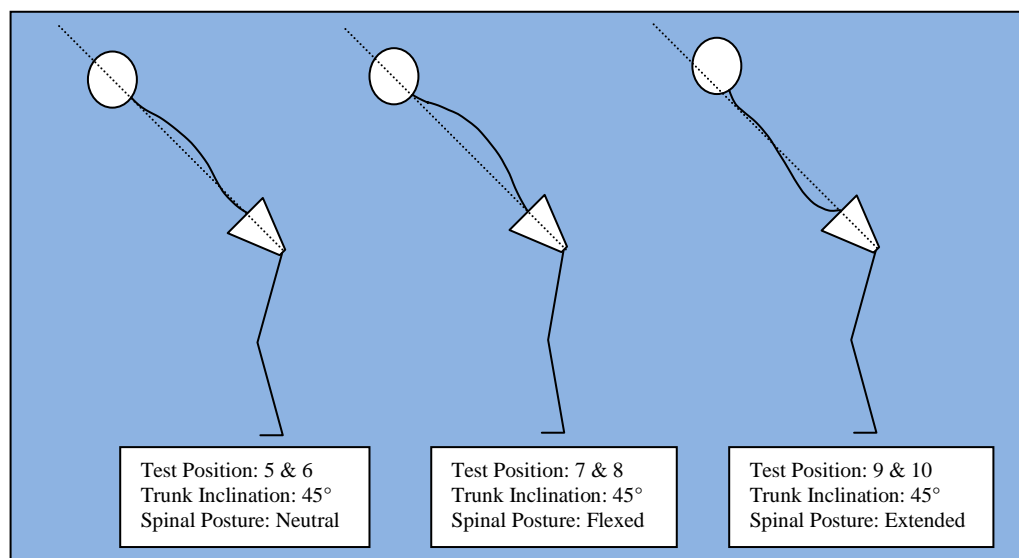 Test Position: 5 & 6
Trunk Inclination: 45°
Spinal Posture: Neutral
Test Position: 7 & 8
Trunk Inclination: 45°
Spinal Posture: Flexed
Test Position: 9 & 10
Trunk Inclination: 45°
Spinal Posture: Extended